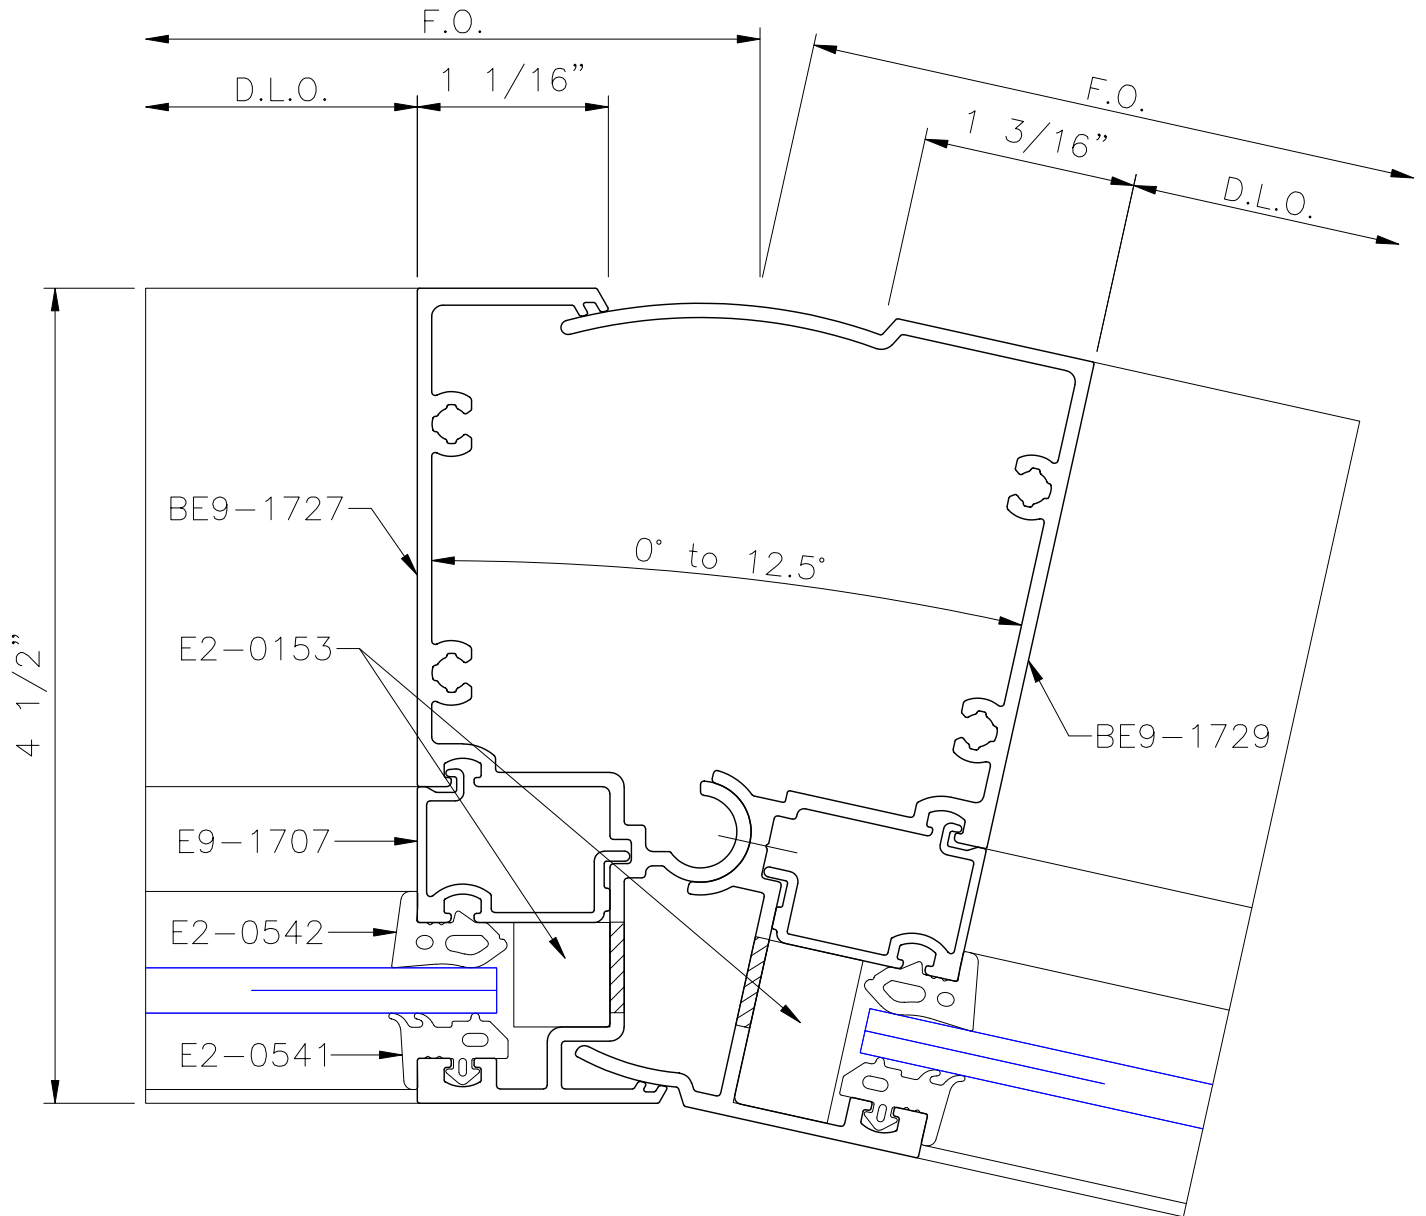 F.O.
D.L.O.
1 1/16”
F.O.
1 3/16”
D.L.O.
BE9-1727
0° to 12.5°
E2-0153
4 1/2”
BE9-1729
E9-1707
E2-0542
E2-0541